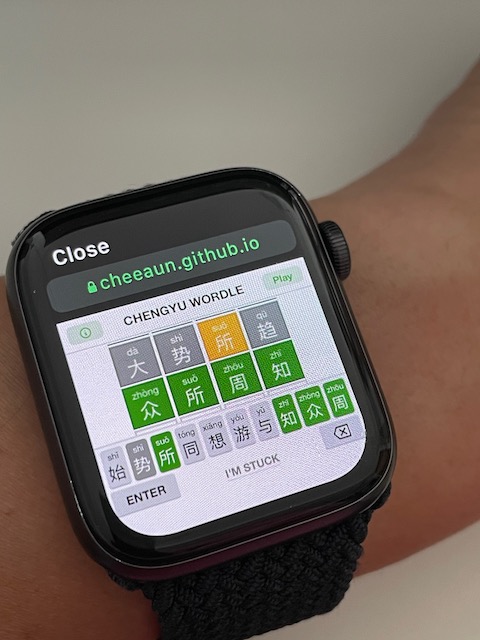 Close
cheeaun.github.io
CHENGYU WORDLE
Play
dà shì suǒ qū
大势所趋
zhòng suǒ zhōu zhī
众所周知
shǐ shì suǒ tóng xiǎng yóu yǔ zhī zhòng zhōu
始势所同想游与知众周
ENTER
I'M STUCK